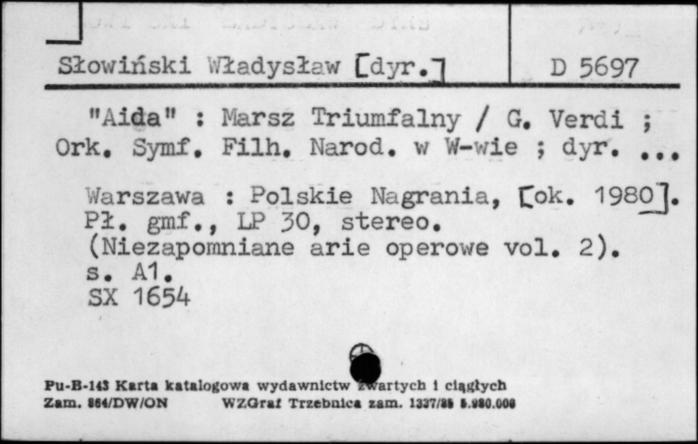 Słowiński Władysław [dyr.]
D 5697
"Aida" : Marsz Triumfalny / G. Verdi ;
Ork. Symf. Filh. Narod. w W-wie ; dyr. ...
Warszawa : Polskie Nagrania, [ok. 1980].
Pł. gmf., LP 30, stereo.
(Niezapomniane arie operowe vol. 2).
s. A1.
SX 1654
Pu-B-143 Karta katalogowa wydawnictw zwartych i ciągłych
Zam. 864/DW/ON WZGraf Trzebnica zam. 1337/85 5.980.000